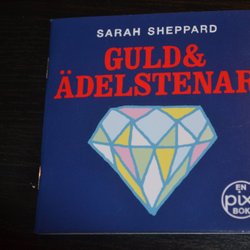 SARAH SHEPPARD
GULD &
ÄDELSTENAR
EN
pixi
BOK